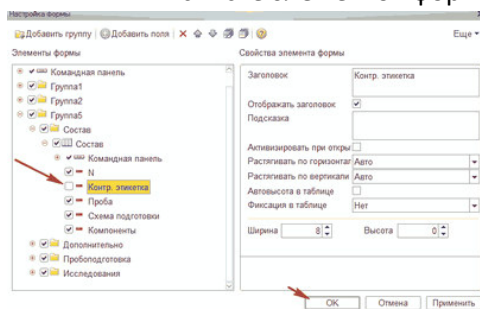 Настройка формы
Добавить группу Добавить поля Еще
Элементы формы
Свойства элемента формы
Командная панель
Группа1
Группа2
Группа5
Состав
Состав
Командная панель
N
Контр. этикетка
Проба
Схема подготовки
Компоненты
Дополнительно
Пробоподготовка
Исследования
Заголовок Контр. этикетка
Отображать заголовок
Подсказка
Активизировать при откры
Растягивать по горизонтал Авто
Растягивать по вертикали Авто
Автовысота в таблице
Фиксация в таблице Нет
Ширина 8 Высота 0
OK Отмена Применить